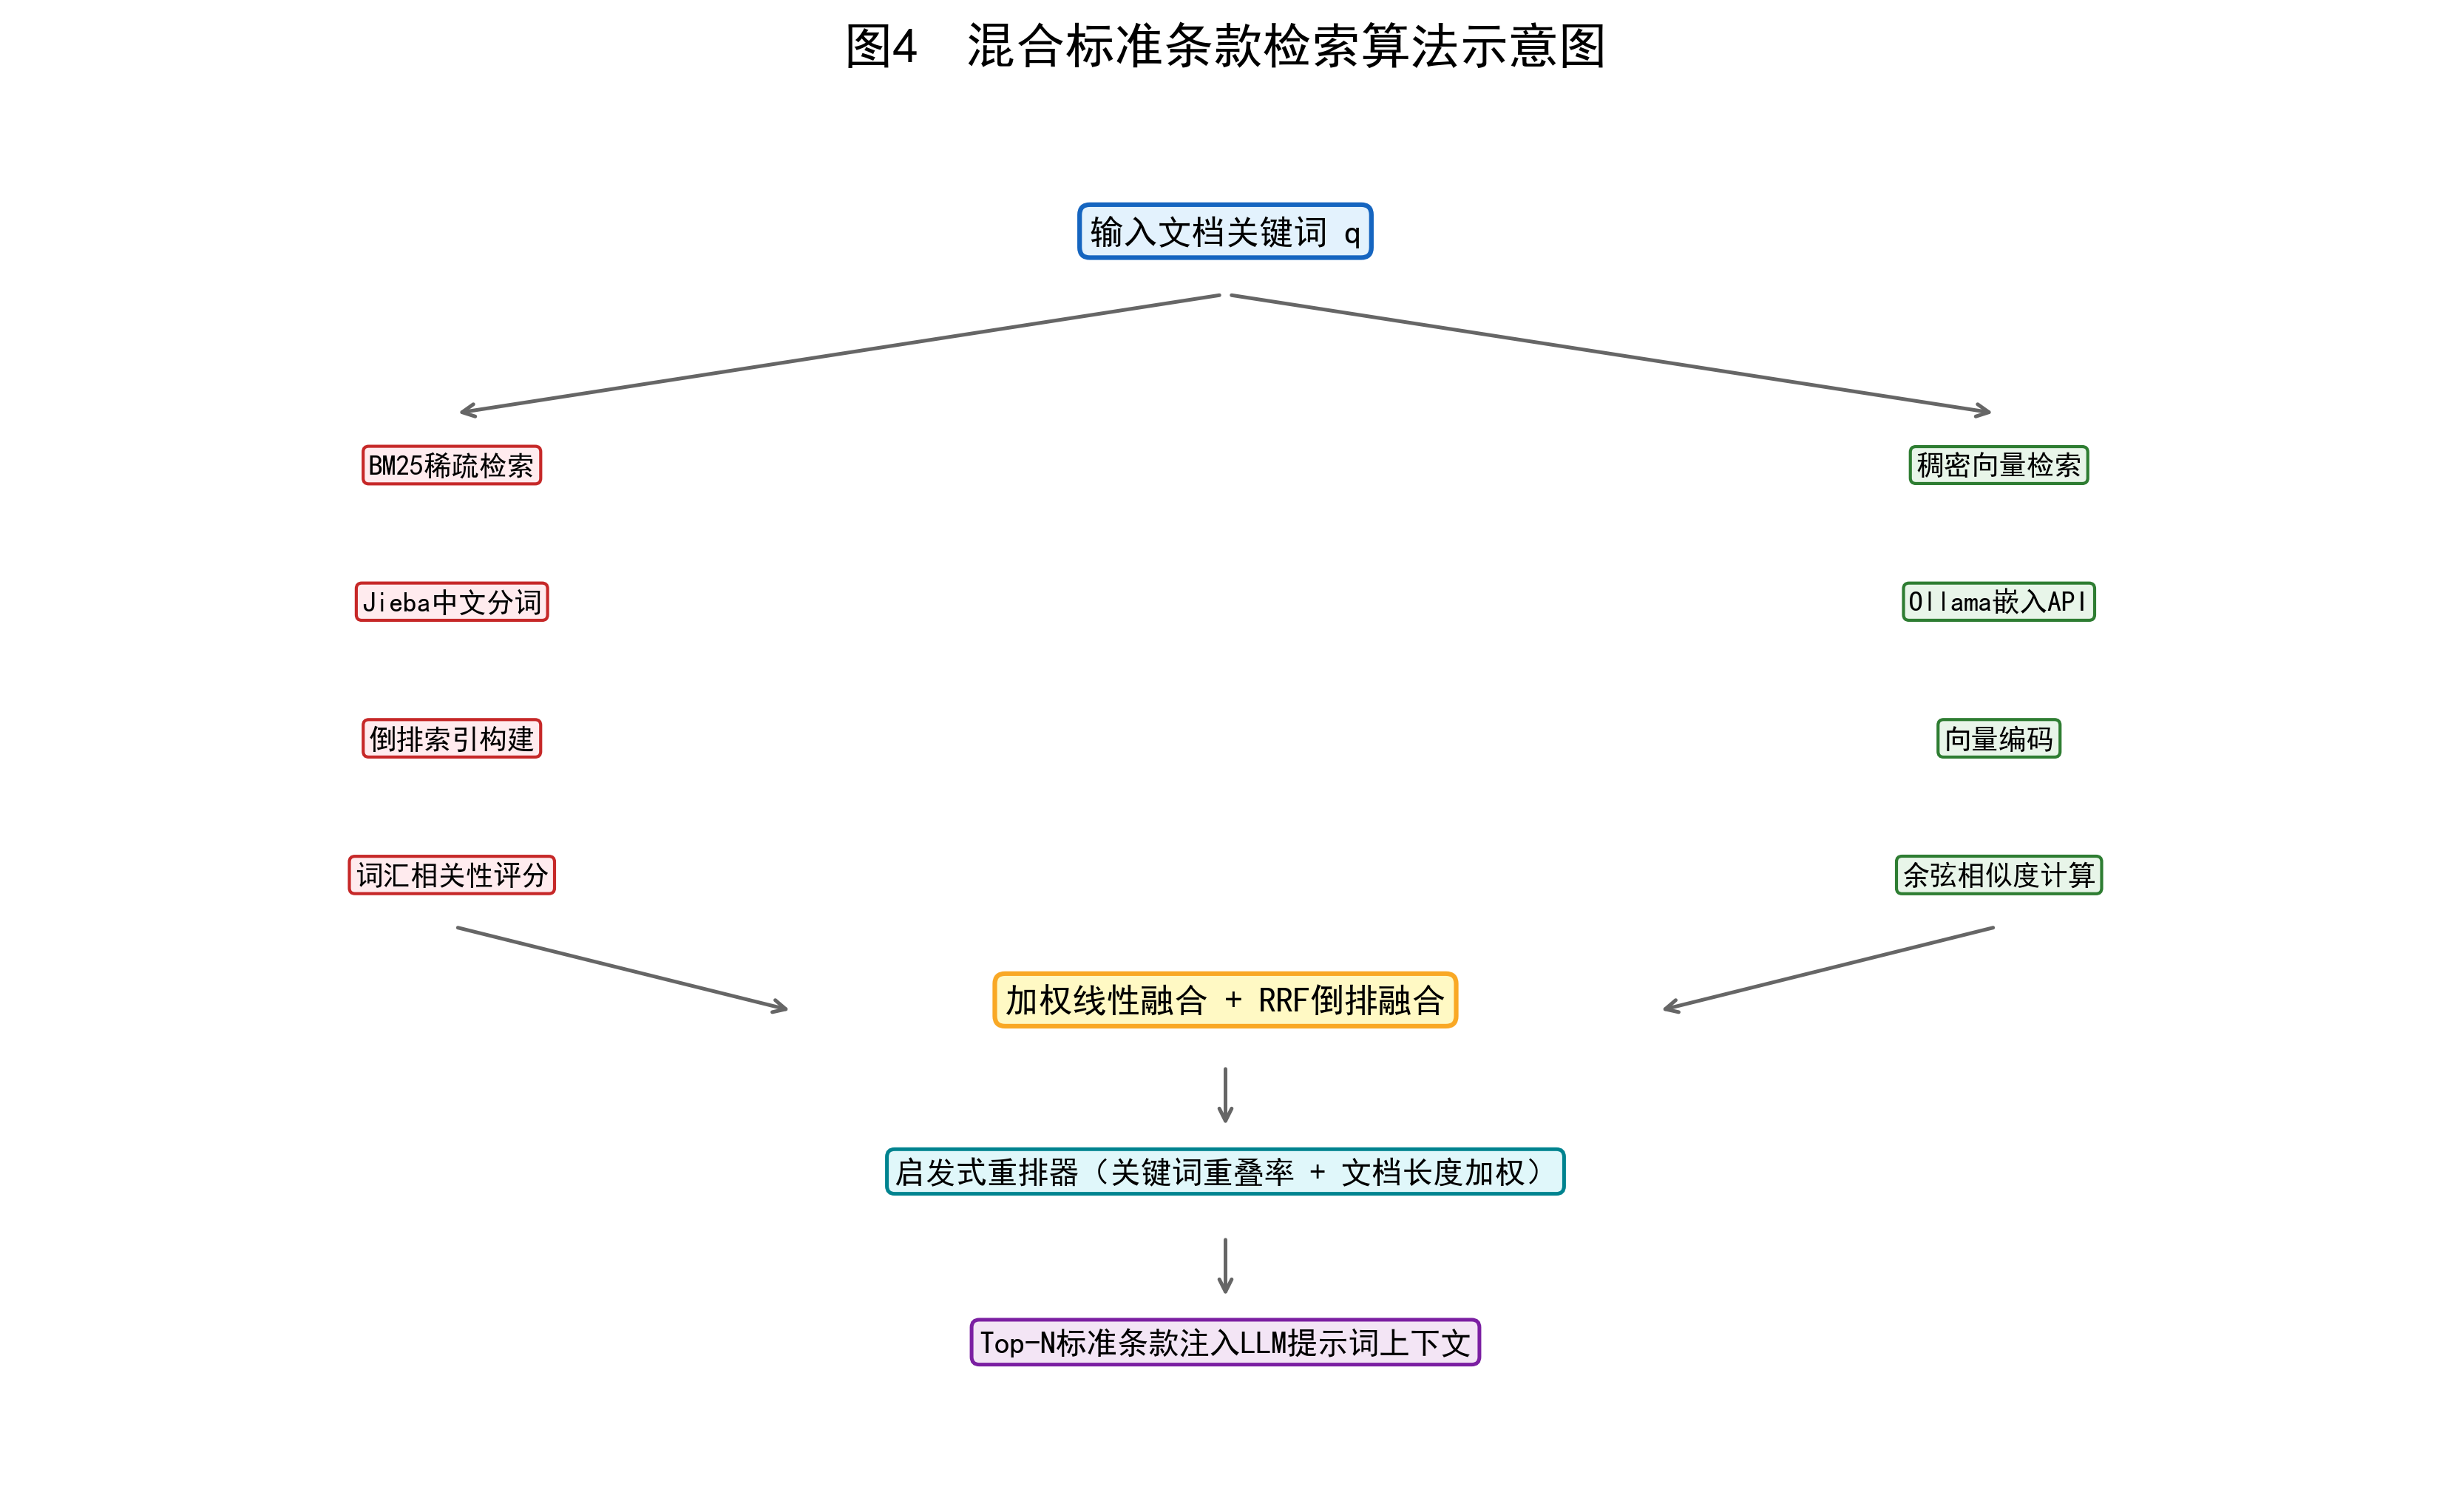 图4 混合标准条款检索算法示意图
输入文档关键词 q
BM25稀疏检索
稠密向量检索
Jieba中文分词
Ollama嵌入API
倒排索引构建
向量编码
词汇相关性评分
余弦相似度计算
加权线性融合 + RRF倒排融合
启发式重排器（关键词重叠率 + 文档长度加权）
Top-N标准条款注入LLM提示词上下文